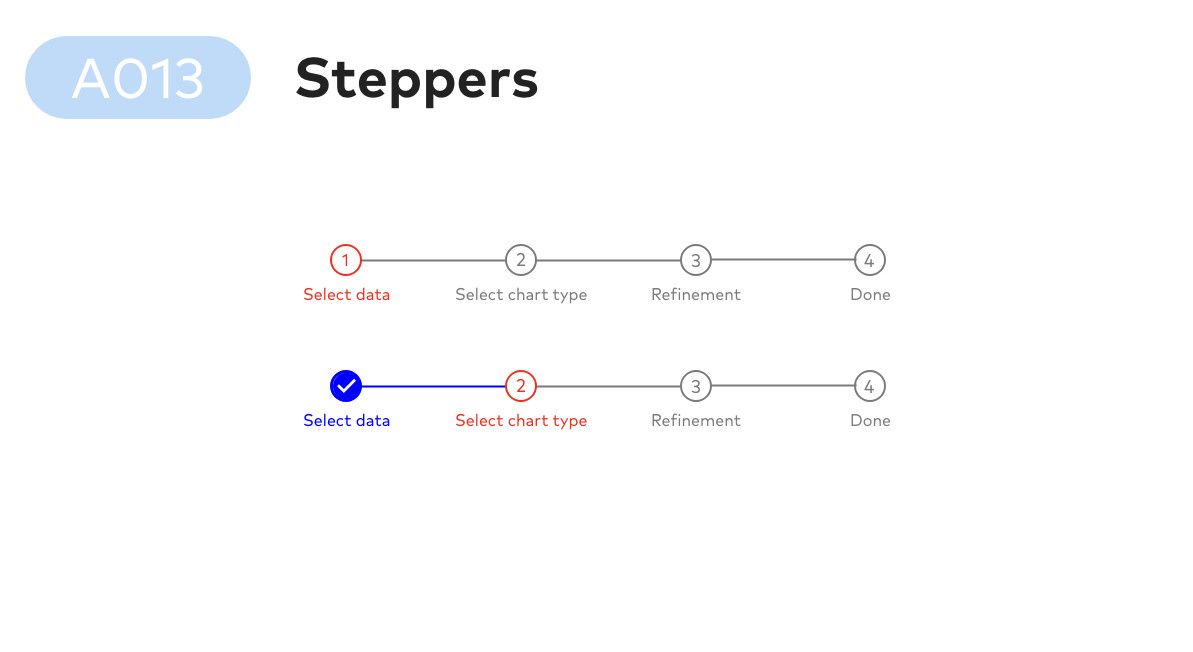 A013 Steppers
1 2 3 4
Select data Select chart type Refinement Done
2 3 4
Select data Select chart type Refinement Done